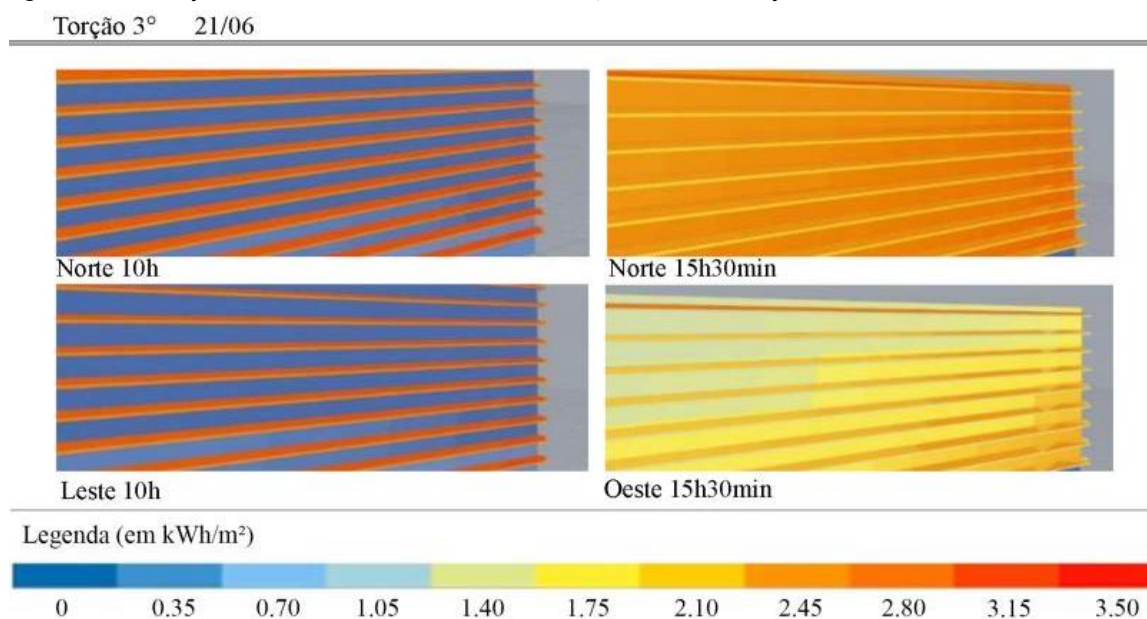 Torção 3° 21/06
Norte 10h
Norte 15h30min
Leste 10h
Oeste 15h30min
Legenda (em kWh/m²)
0 0.35 0.70 1.05 1.40 1.75 2.10 2.45 2.80 3.15 3.50